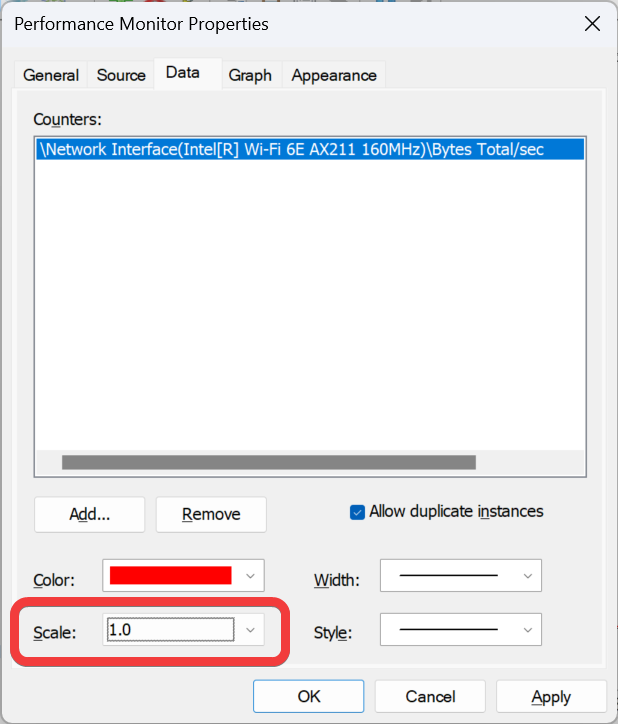 Performance Monitor Properties
General Source Data Graph Appearance
Counters:
\Network Interface(Intel[R] Wi-Fi 6E AX211 160MHz)\Bytes Total/sec
Add... Remove Allow duplicate instances
Color: Width:
Scale: 1.0 Style:
OK Cancel Apply